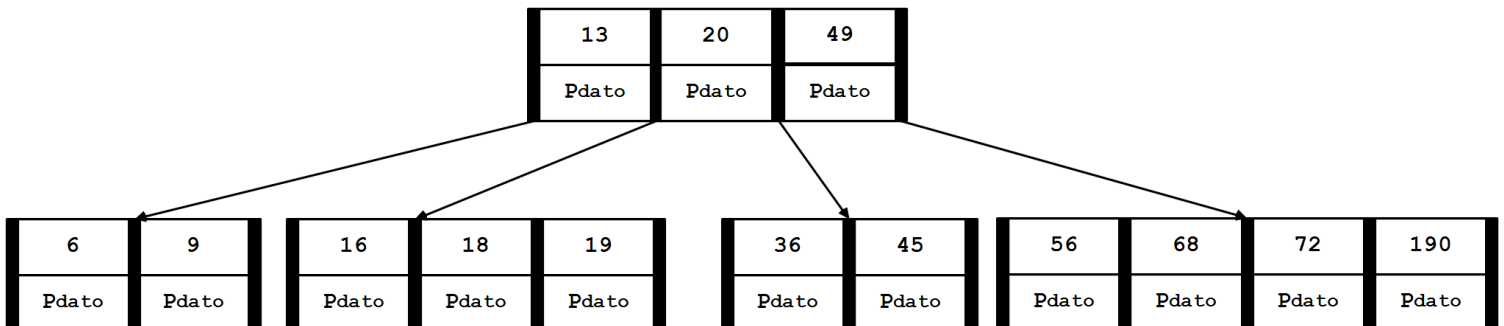 13 20 49
Pdato Pdato Pdato
6 9 16 18 19 36 45 56 68 72 190
Pdato Pdato Pdato Pdato Pdato Pdato Pdato Pdato Pdato Pdato Pdato